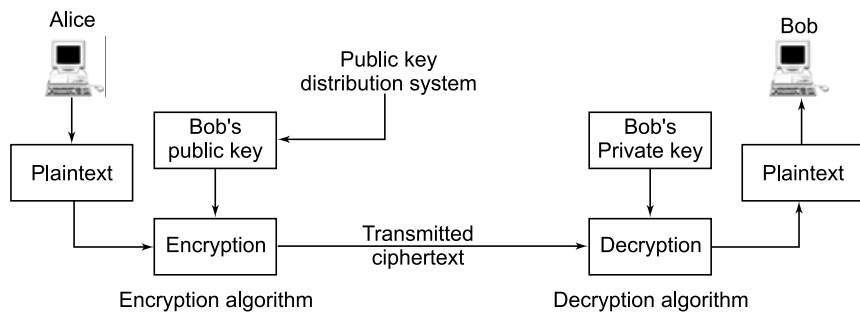 Alice
Bob
Public key
distribution system
Bob's
public key
Bob's
Private key
Plaintext
Plaintext
Encryption
Transmitted
ciphertext
Decryption
Encryption algorithm
Decryption algorithm